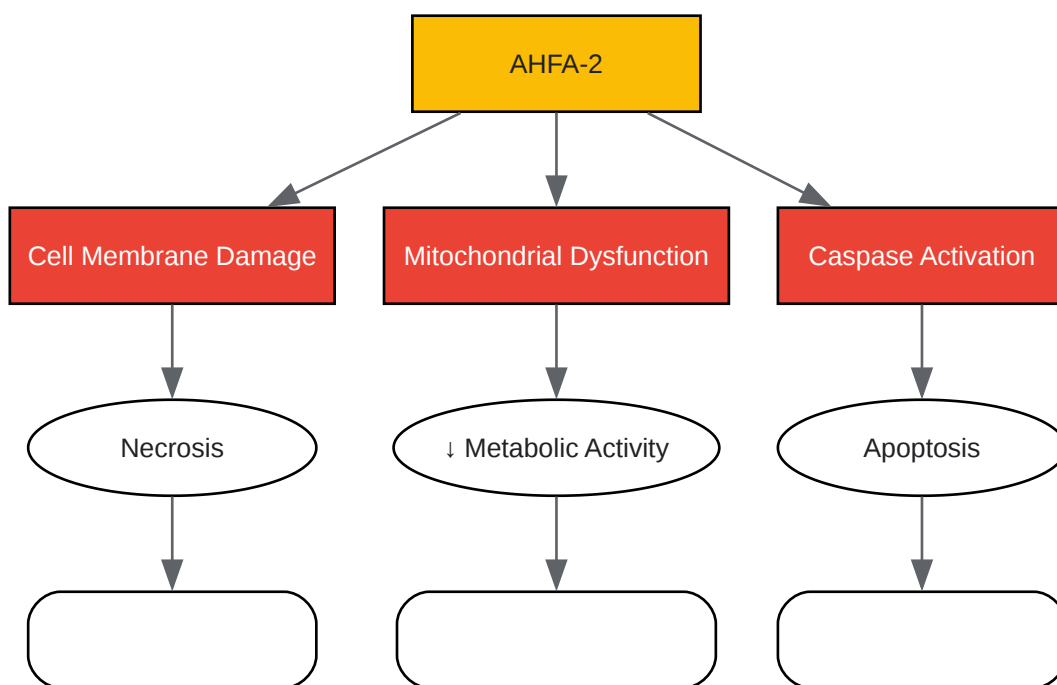 AHFA-2
Cell Membrane Damage
Mitochondrial Dysfunction
Caspase Activation
Necrosis
↓ Metabolic Activity
Apoptosis